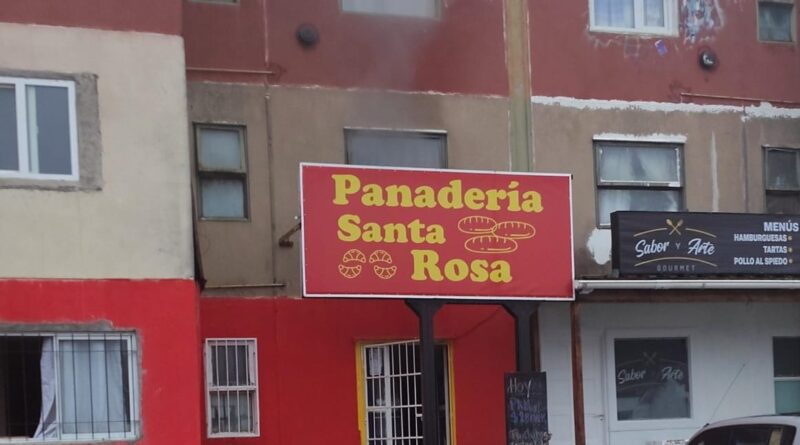 Panadería
Santa
Rosa
Sabor y Arte
GOURMET
MENÚS
HAMBURGUESAS
TARTAS
POLLO AL SPIEDO
Sabor y Arte
Hoy